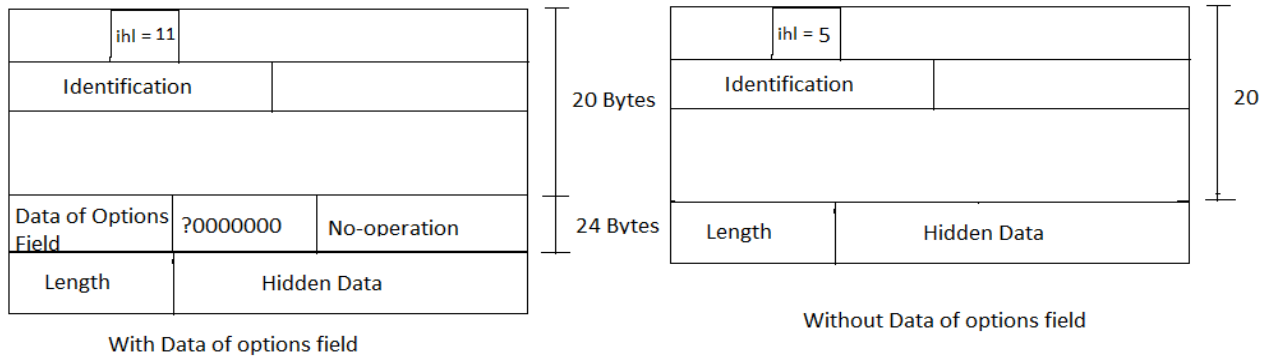 ihl = 11
Identification
20 Bytes
Data of Options
Field
?0000000
No-operation
24 Bytes
Length
Hidden Data
With Data of options field
ihl = 5
Identification
20
Length
Hidden Data
Without Data of options field